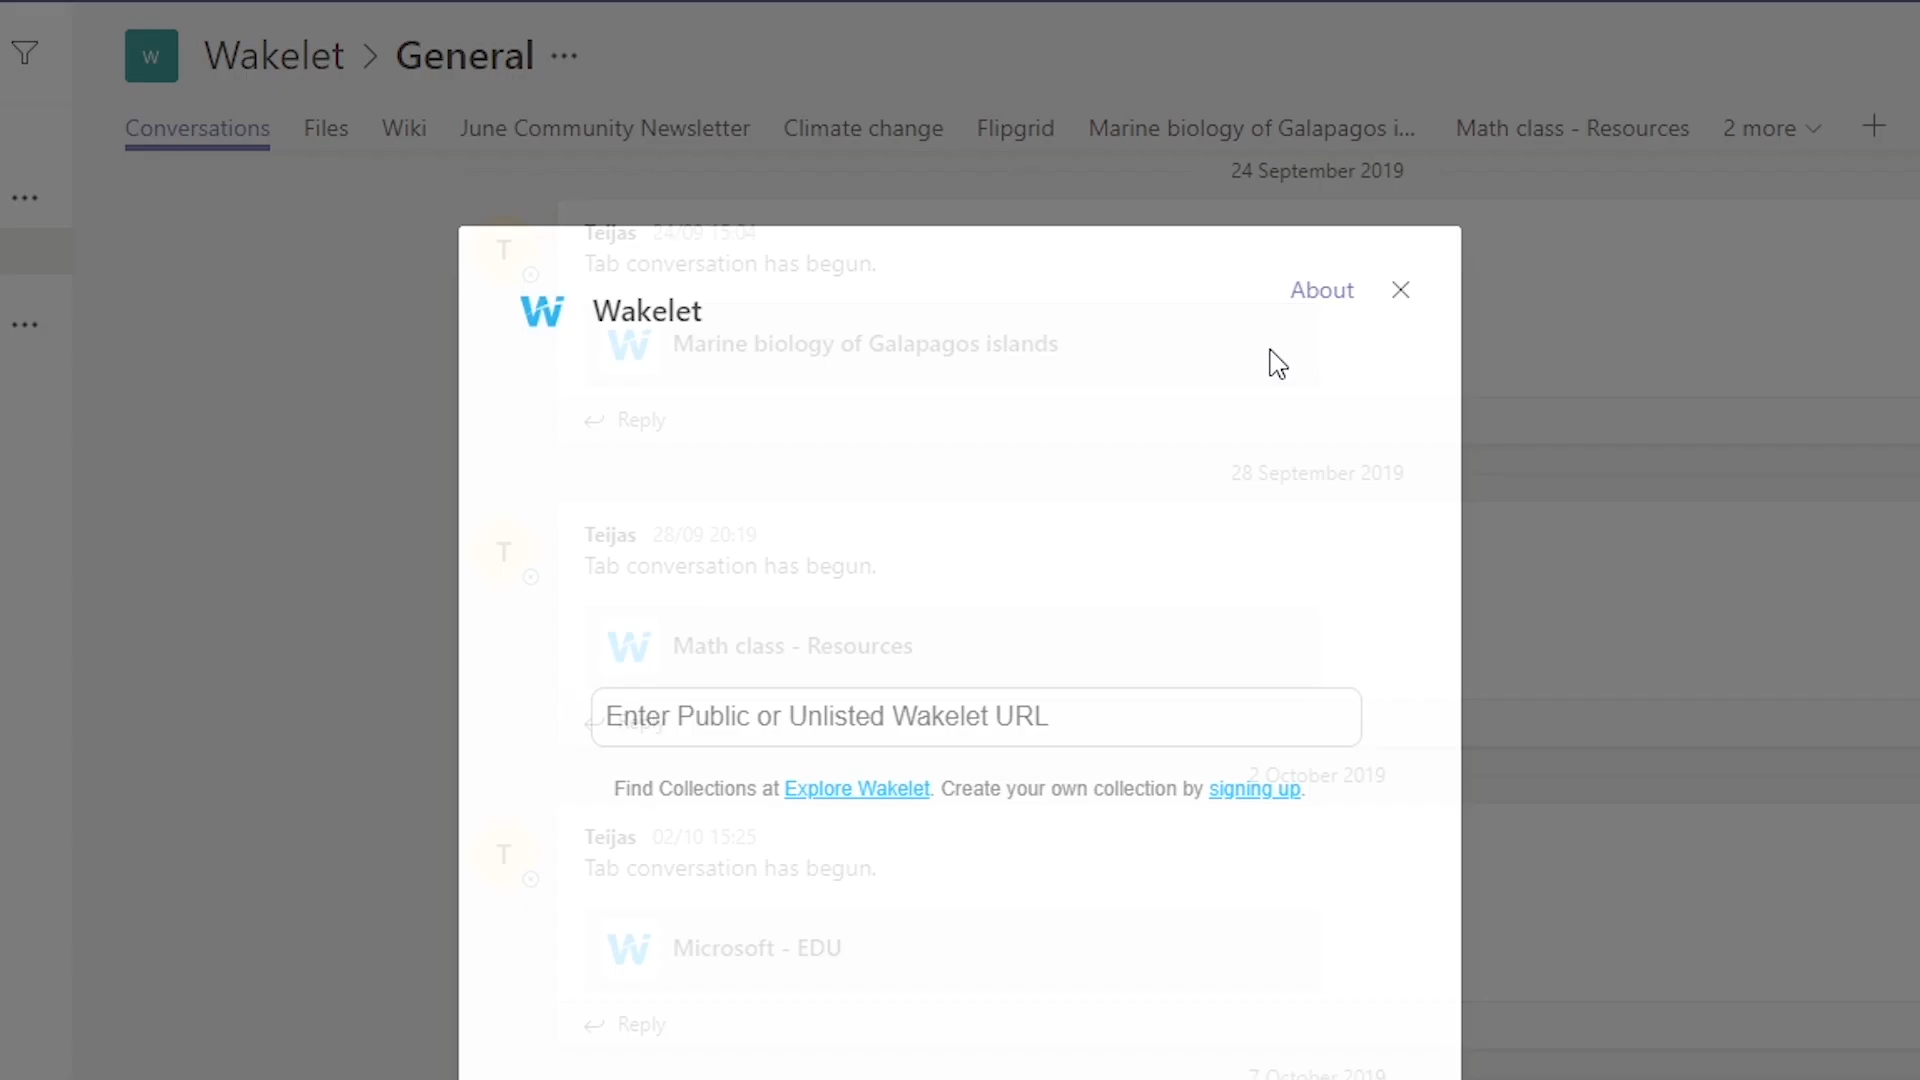 W Wakelet > General ...
Conversations Files Wiki June Community Newsletter Climate change Flipgrid Marine biology of Galapagos i... Math class - Resources 2 more
24 September 2019
T Teijas 24/09 15:04
Tab conversation has begun.
About
Wakelet
Marine biology of Galapagos islands
Reply
28 September 2019
T Teijas 28/09 20:19
Tab conversation has begun.
Math class - Resources
Enter Public or Unlisted Wakelet URL
Reply
2 October 2019
Find Collections at Explore Wakelet. Create your own collection by signing up.
T Teijas 02/10 15:25
Tab conversation has begun.
Microsoft - EDU
Reply
7 October 2019